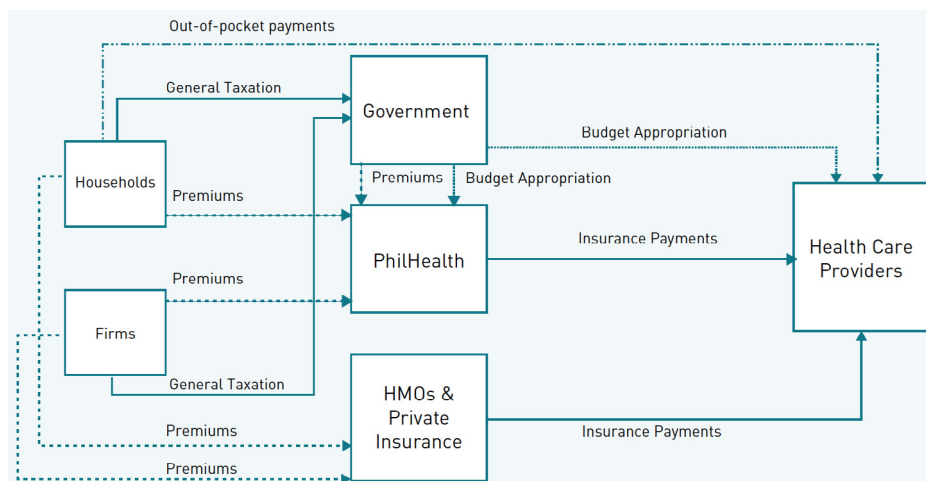 Out-of-pocket payments
General Taxation
Government
Budget Appropriation
Households
Premiums
Premiums
Budget Appropriation
PhilHealth
Insurance Payments
Health Care
Providers
Premiums
Firms
General Taxation
HMOs &
Private
Insurance
Premiums
Insurance Payments
Premiums